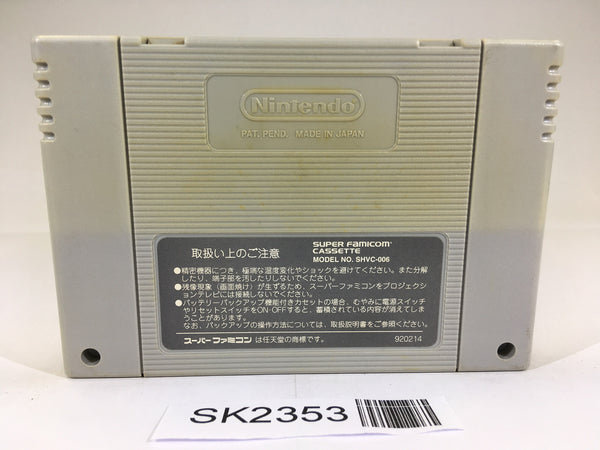 Nintendo
PAT. PEND. MADE IN JAPAN
取扱い上のご注意
SUPER FAMICOM
CASSETTE
MODEL NO. SHVC-006
●精密機器につき、極端な温度変化やショックを避けてください。また分解
したり、端子部を汚したりしないでください。
●残像現象（画面焼け）が生ずるため、スーパーファミコンをプロジェクシ
ョンテレビには接続しないでください。
●バッテリーバックアップ機能付きカセットの場合、むやみに電源スイッチ
やリセットスイッチをON・OFFすると、蓄積されている内容が消えてしま
うことがあります。
なお、バックアップの操作方法については、取扱説明書をご参照ください。
スーパーファミコン は任天堂の商標です。
920214
SK2353